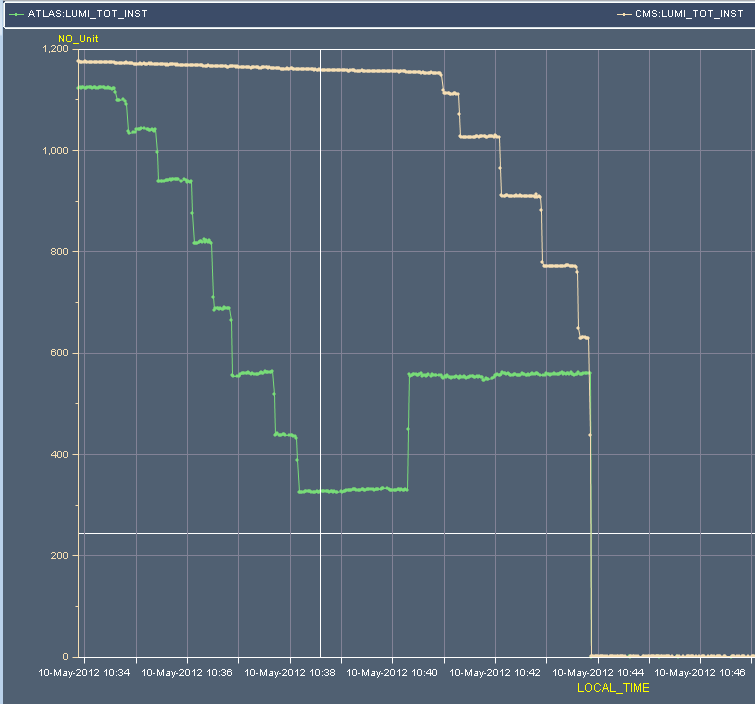 ATLAS:LUMI_TOT_INST CMS:LUMI_TOT_INST
NO_Unit
1,200
1,000
800
600
400
200
0
10-May-2012 10:34 10-May-2012 10:36 10-May-2012 10:38 10-May-2012 10:40 10-May-2012 10:42 10-May-2012 10:44 10-May-2012 10:46
LOCAL_TIME